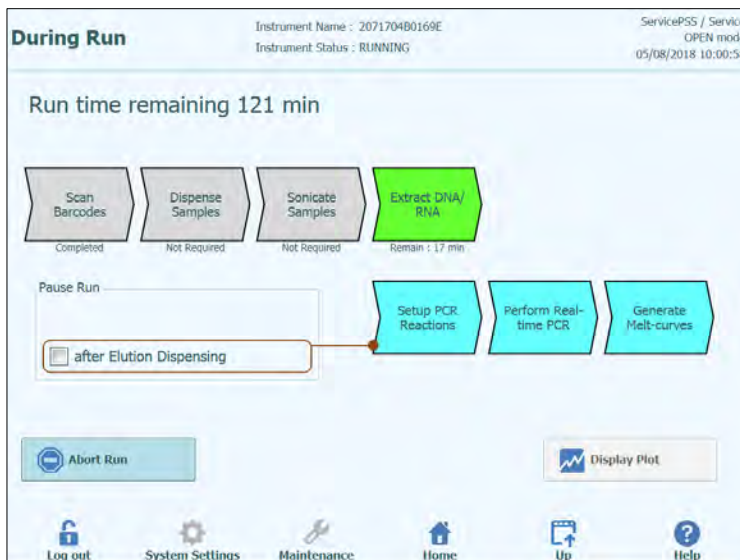 During Run
Instrument Name : 2071704B0169E
Instrument Status : RUNNING
ServicePSS / Servic
OPEN mod
05/08/2018 10:00:5
Run time remaining 121 min
Scan
Barcodes
Completed
Dispense
Samples
Not Required
Sonicate
Samples
Not Required
Extract DNA/
RNA
Remain : 17 min
Pause Run
after Elution Dispensing
Setup PCR
Reactions
Perform Real-
time PCR
Generate
Melt-curves
Abort Run
Display Plot
Log out
System Settings
Maintenance
Home
Up
Help